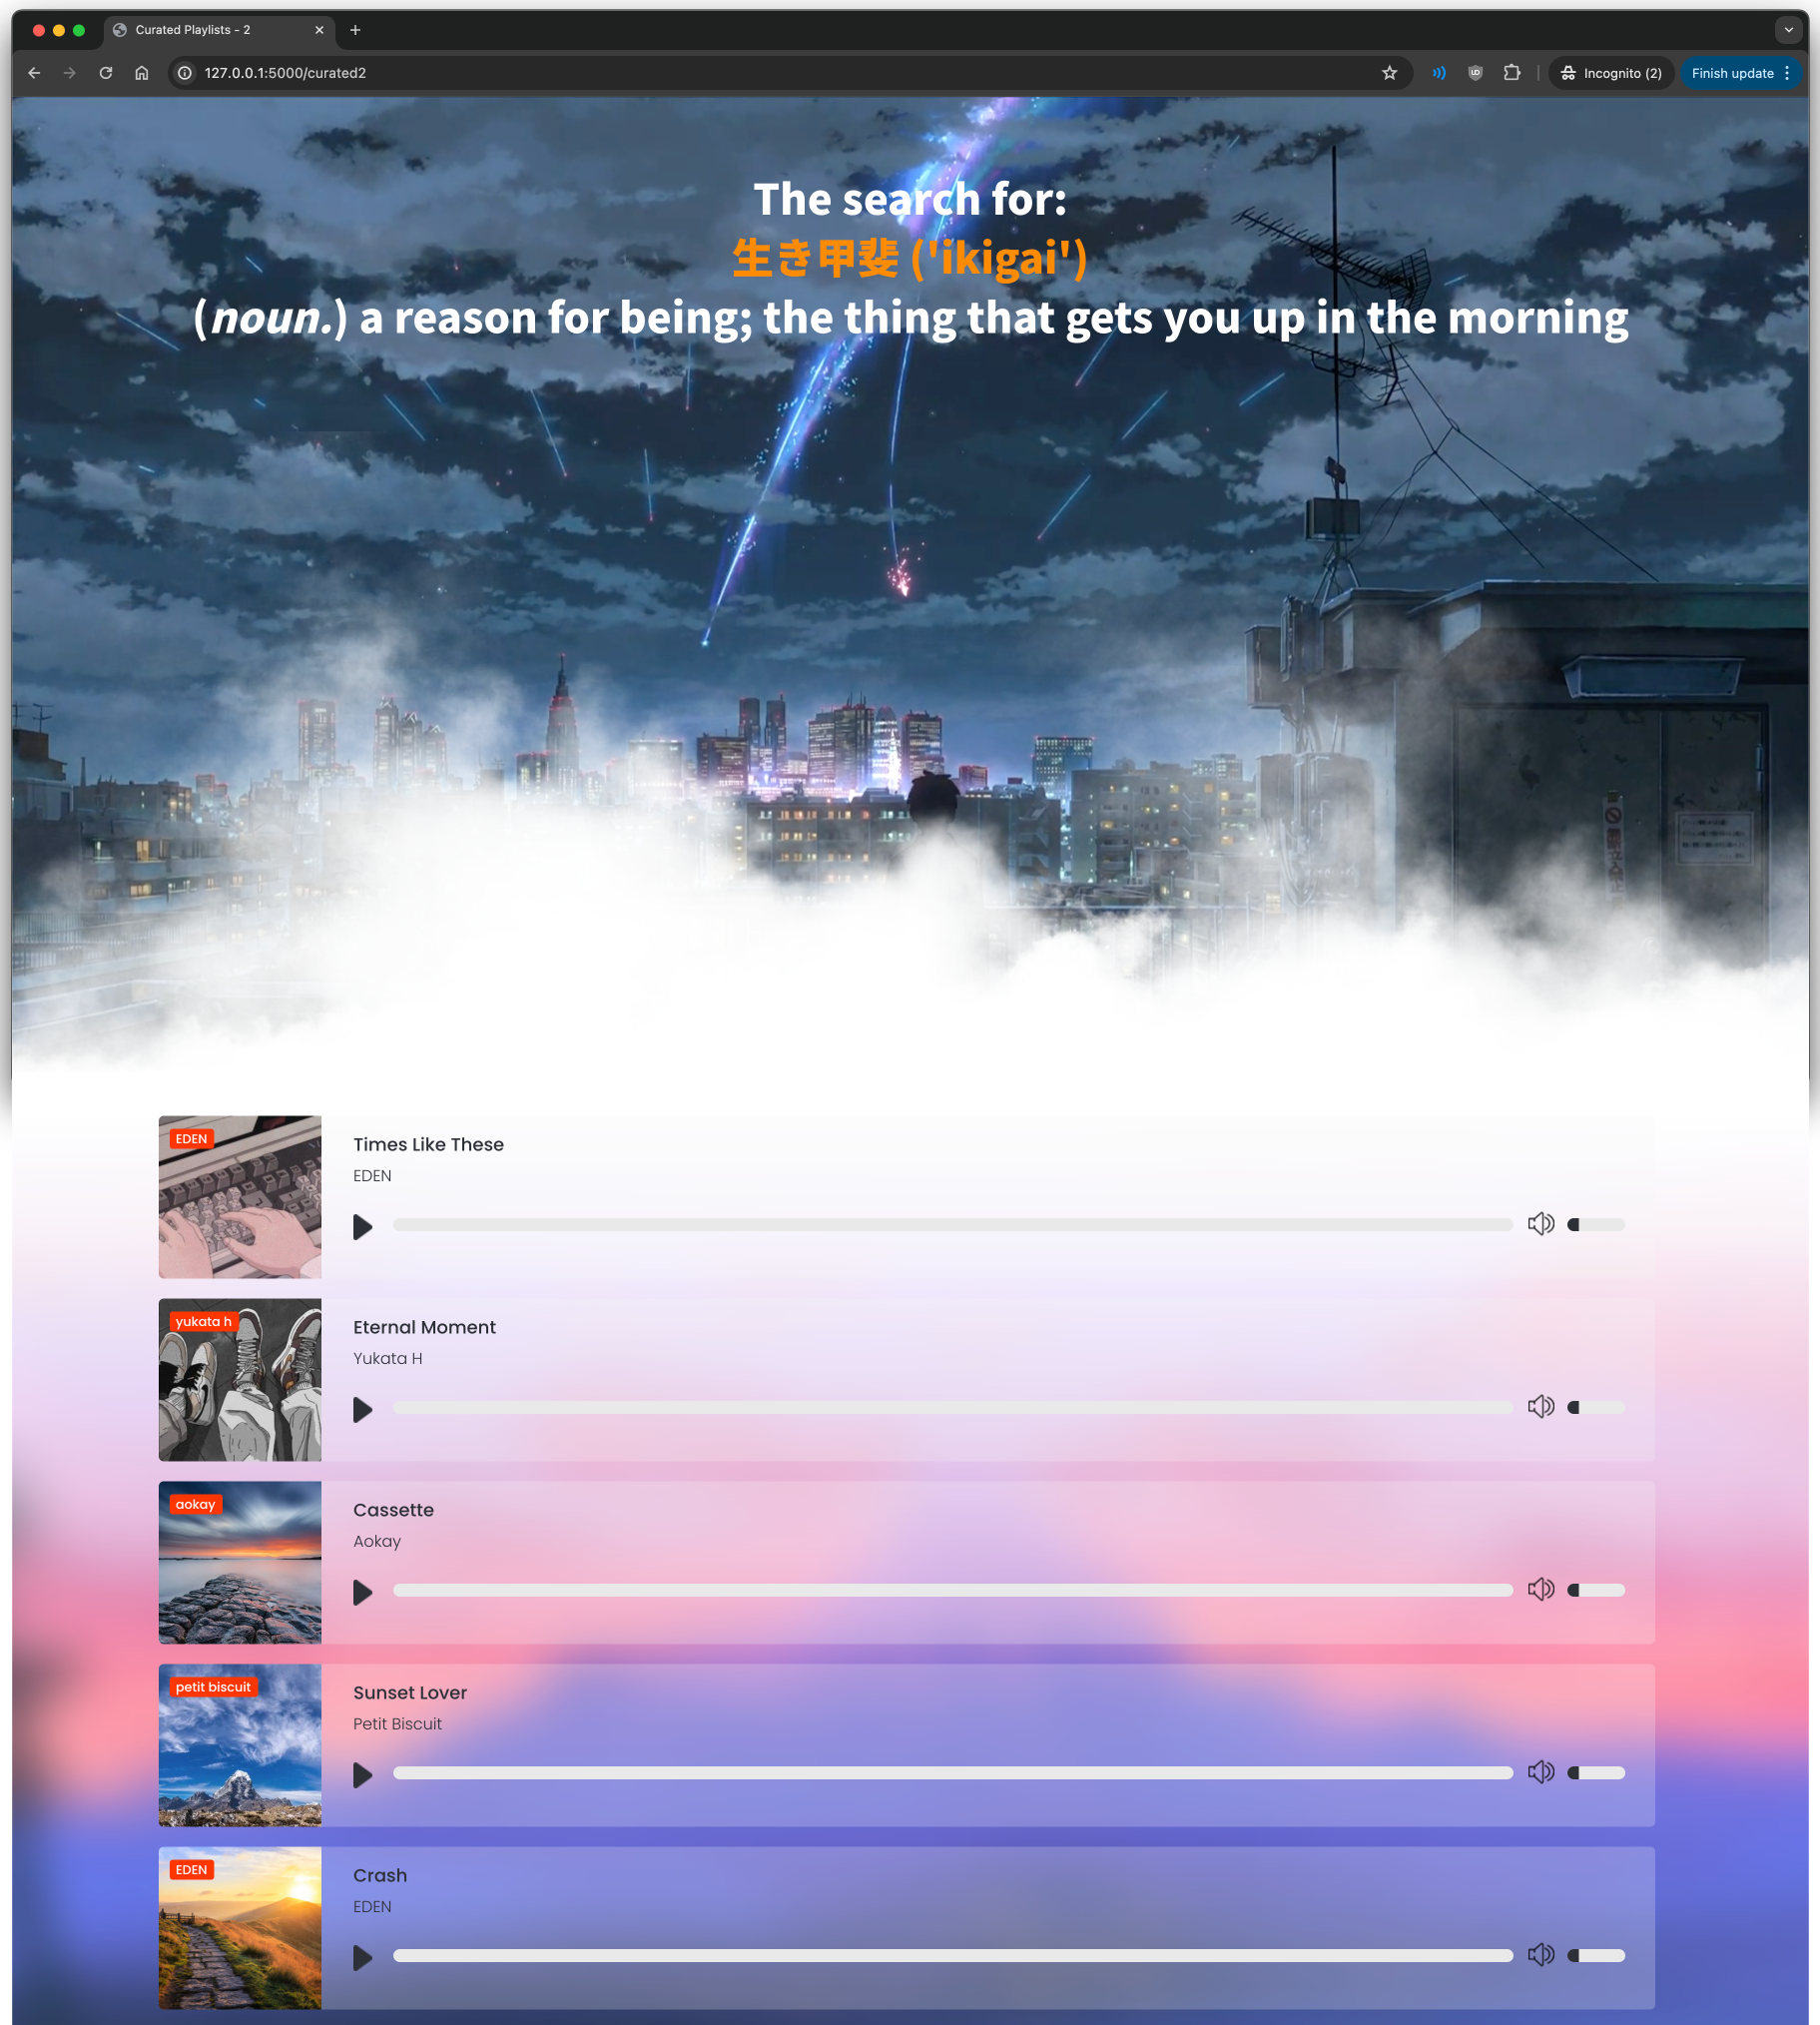 Curated Playlists - 2
127.0.0.1:5000/curated2
Incognito (2)
Finish update
The search for:
生き甲斐 ('ikigai')
(noun.) a reason for being; the thing that gets you up in the morning
EDEN
Times Like These
EDEN
yukata h
Eternal Moment
Yukata H
aokay
Cassette
Aokay
petit biscuit
Sunset Lover
Petit Biscuit
EDEN
Crash
EDEN